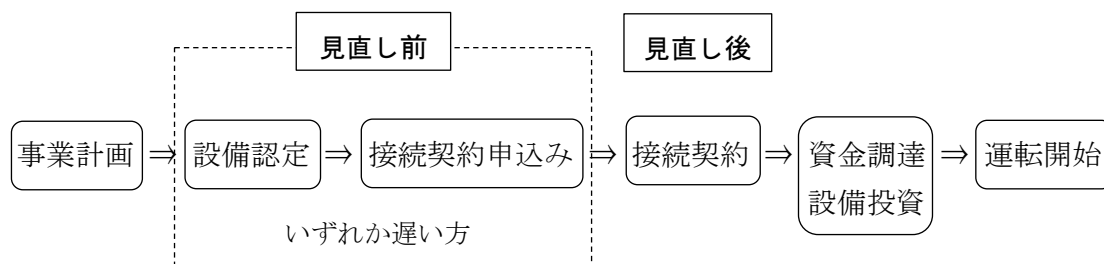 見直し前 見直し後
事業計画 ⇒ 設備認定 ⇒ 接続契約申込み ⇒ 接続契約 ⇒ 資金調達 ⇒ 運転開始
設備投資
いずれか遅い方